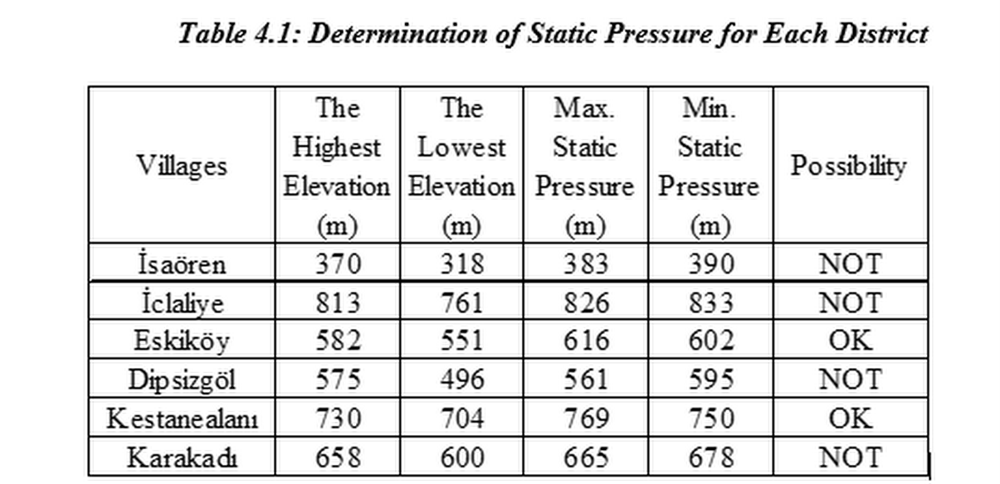 Table 4.1: Determination of Static Pressure for Each District
Villages The Highest Elevation (m) The Lowest Elevation (m) Max. Static Pressure (m) Min. Static Pressure (m) Possibility
İsaören 370 318 383 390 NOT
İclaliye 813 761 826 833 NOT
Eskiköy 582 551 616 602 OK
Dipsizgöl 575 496 561 595 NOT
Kestanealanı 730 704 769 750 OK
Karakadı 658 600 665 678 NOT